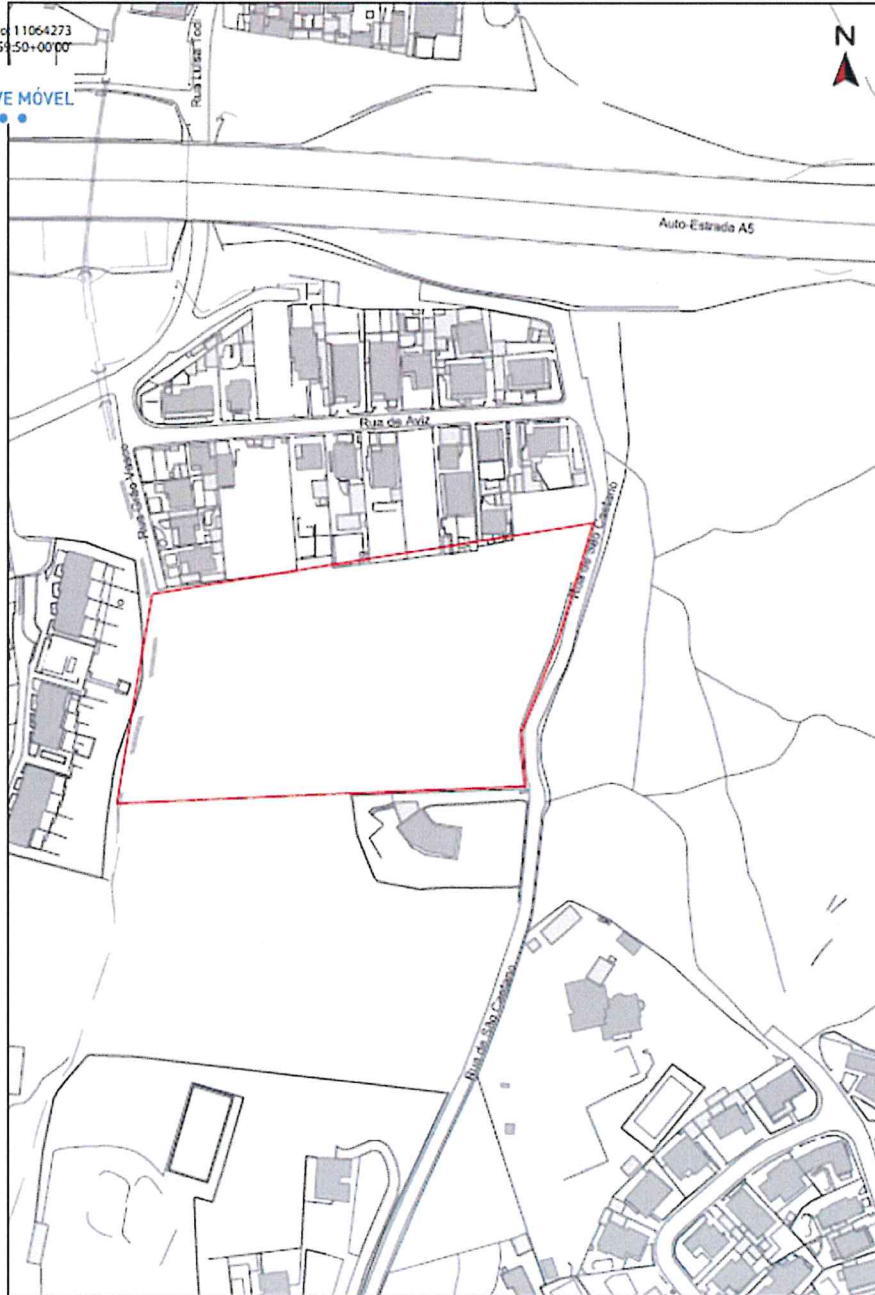 11064273
59:50+00'00'
VE MÓVEL
N
Rua Luisa Todi
Auto-Estrada A5
Rua de Aviz
Rua de São Caetano
Rua de São Caetano